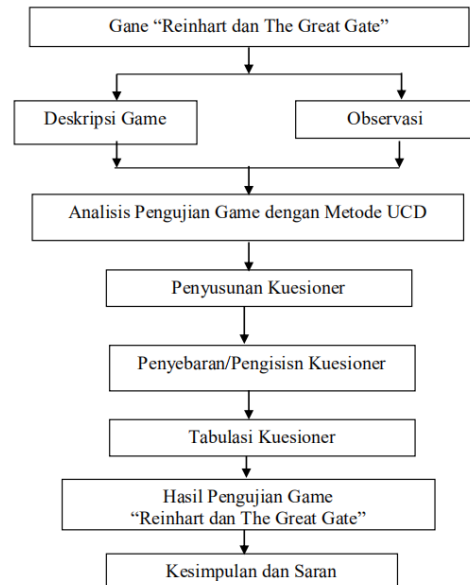 Gane “Reinhart dan The Great Gate”
Deskripsi Game
Observasi
Analisis Pengujian Game dengan Metode UCD
Penyusunan Kuesioner
Penyebaran/Pengisisn Kuesioner
Tabulasi Kuesioner
Hasil Pengujian Game
“Reinhart dan The Great Gate”
Kesimpulan dan Saran